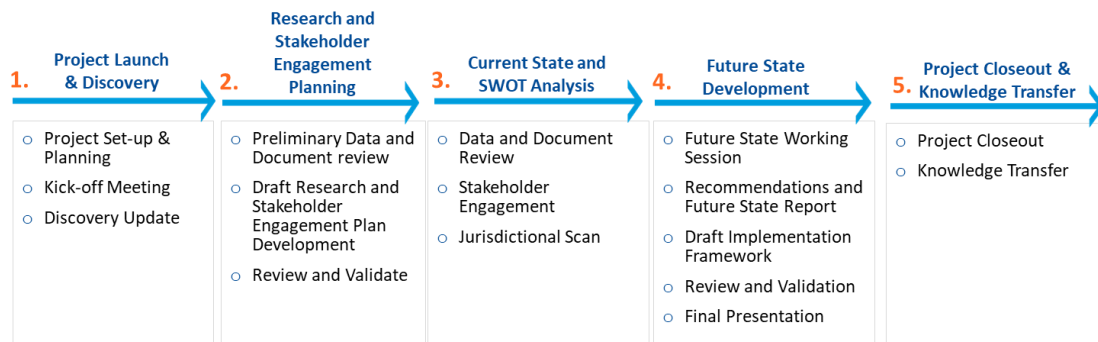 1.
Project Launch
& Discovery
Project Set-up &
Planning
Kick-off Meeting
Discovery Update
2.
Research and
Stakeholder
Engagement
Planning
Preliminary Data and
Document review
Draft Research and
Stakeholder
Engagement Plan
Development
Review and Validate
3.
Current State and
SWOT Analysis
Data and Document
Review
Stakeholder
Engagement
Jurisdictional Scan
4.
Future State
Development
Future State Working
Session
Recommendations and
Future State Report
Draft Implementation
Framework
Review and Validation
Final Presentation
5.
Project Closeout &
Knowledge Transfer
Project Closeout
Knowledge Transfer